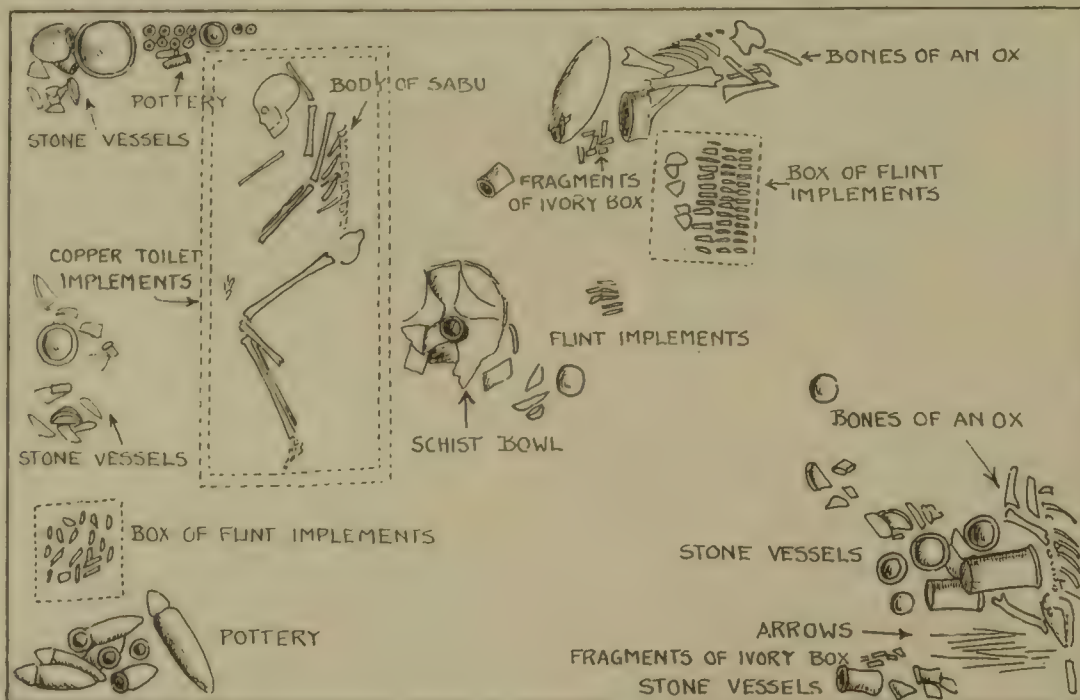 BONES OF AN OX
BODY OF SABU
POTTERY
STONE VESSELS
BOX OF FLINT
IMPLEMENTS
FRAGMENTS
OF IVORY BOX
COPPER TOILET
IMPLEMENTS
FLINT IMPLEMENTS
SCHIST BOWL
BONES OF AN OX
STONE VESSELS
BOX OF FLINT IMPLEMENTS
STONE VESSELS
POTTERY
ARROWS
FRAGMENTS OF IVORY BOX
STONE VESSELS